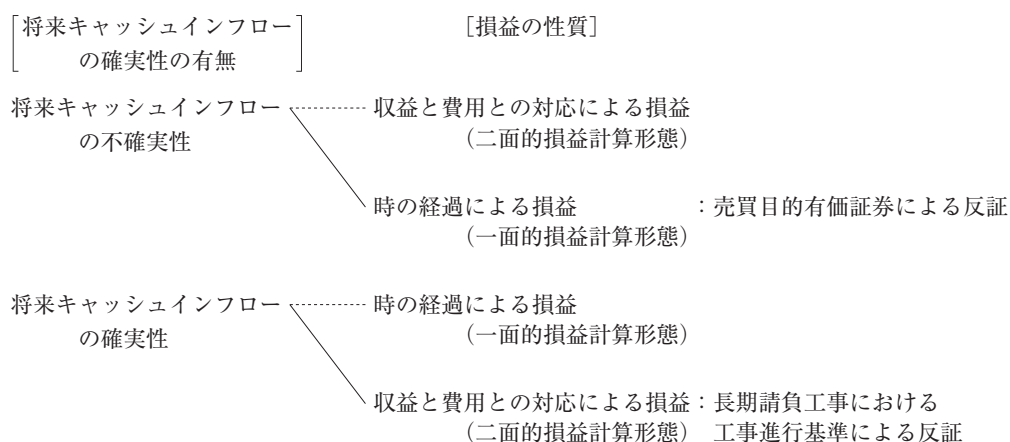 [将来キャッシュインフローの確実性の有無]
[損益の性質]
将来キャッシュインフロー
の不確実性
収益と費用との対応による損益
（二面的損益計算形態）
時の経過による損益 ：売買目的有価証券による反証
（一面的損益計算形態）
将来キャッシュインフロー
の確実性
時の経過による損益
（一面的損益計算形態）
収益と費用との対応による損益：長期請負工事における
（二面的損益計算形態） 工事進行基準による反証